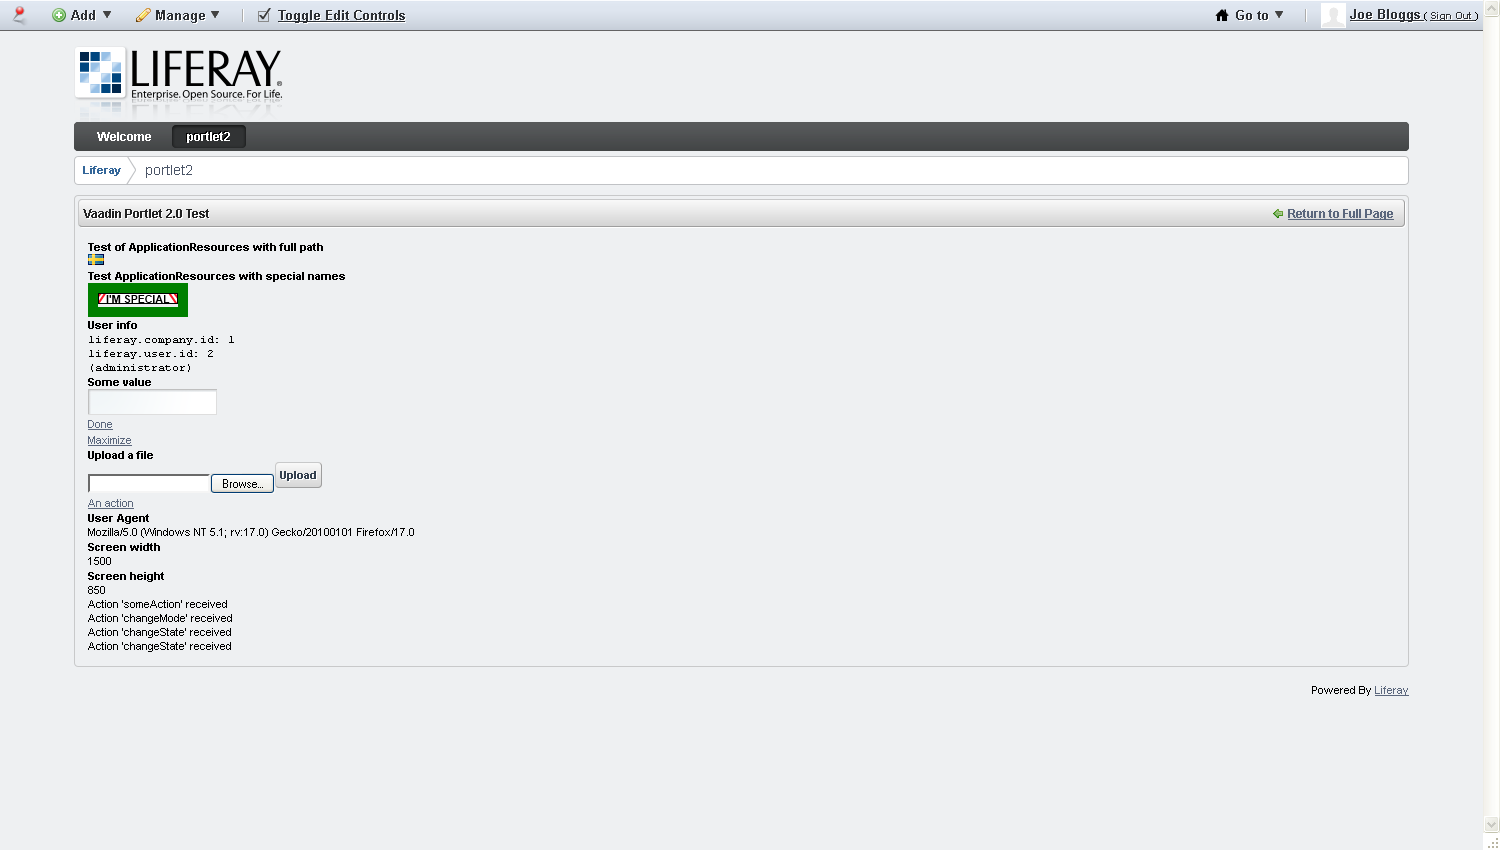 Add Manage Toggle Edit Controls Go to Joe Bloggs ( Sign Out )
LIFERAY®
Enterprise. Open Source. For Life.
Welcome portlet2
Liferay portlet2
Vaadin Portlet 2.0 Test Return to Full Page
Test of ApplicationResources with full path
Test ApplicationResources with special names
I'M SPECIAL
User info
liferay.company.id: 1
liferay.user.id: 2
(administrator)
Some value
Done
Maximize
Upload a file
Browse... Upload
An action
User Agent
Mozilla/5.0 (Windows NT 5.1; rv:17.0) Gecko/20100101 Firefox/17.0
Screen width
1500
Screen height
850
Action 'someAction' received
Action 'changeMode' received
Action 'changeState' received
Action 'changeState' received
Powered By Liferay